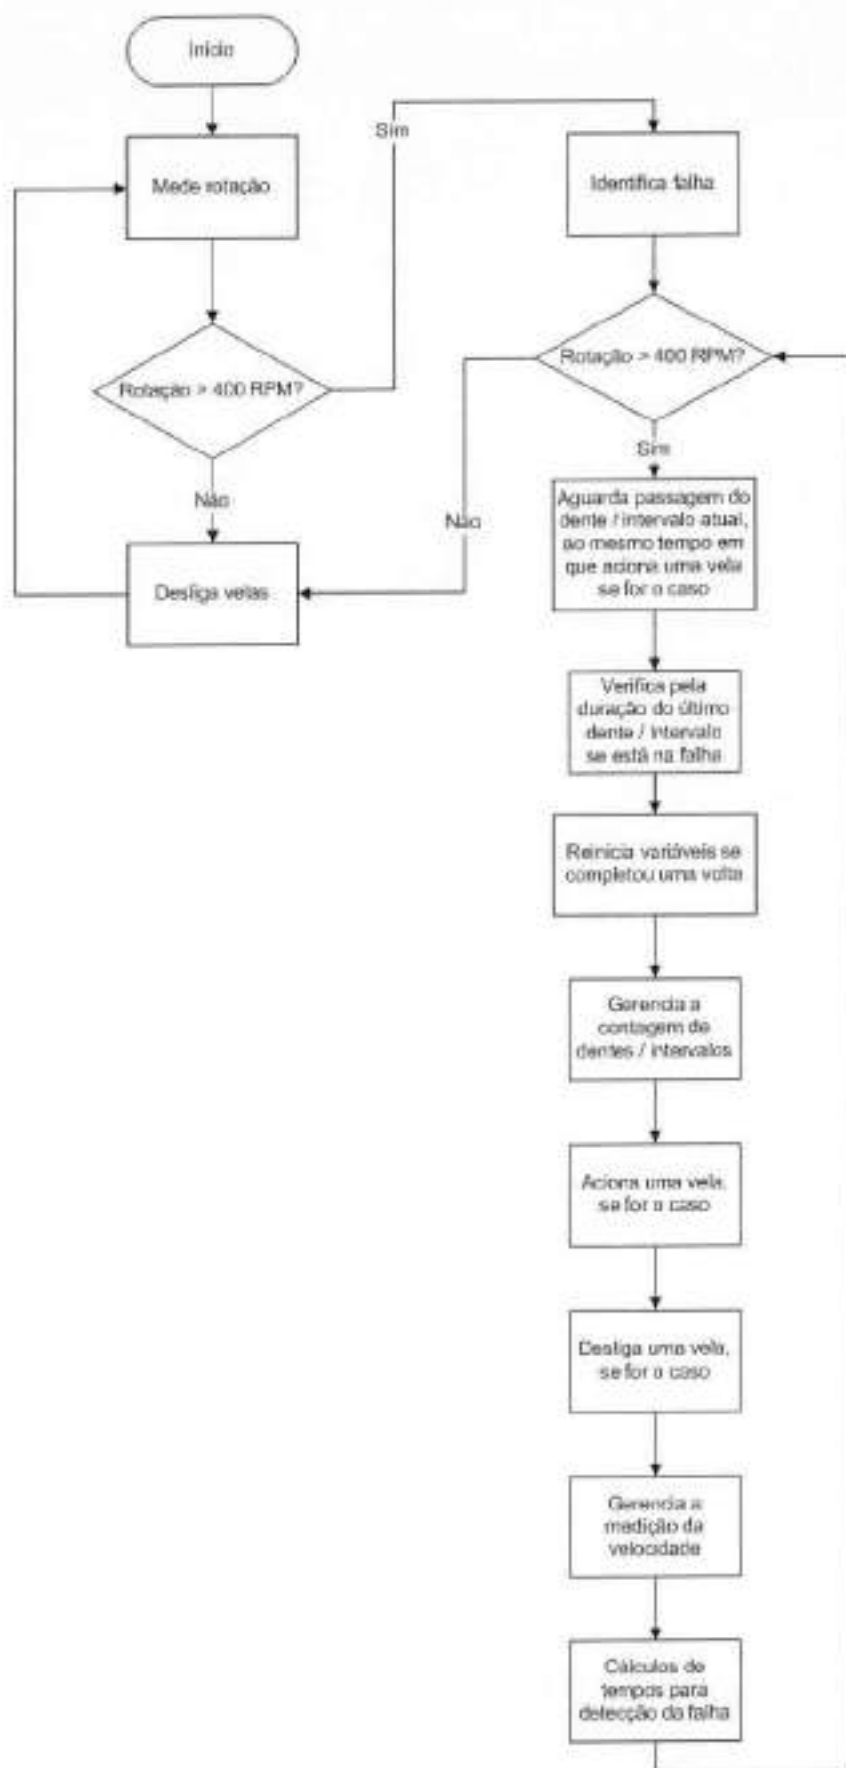 Início
Mede rotação
Rotação > 400 RPM?
Não
Desliga velas
Sim
Identifica falha
Rotação > 400 RPM?
Não
Sim
Aguarda passagem do
dente / intervalo atual,
ao mesmo tempo em
que aciona uma vela
se for o caso
Verifica pela
duração do último
dente / intervalo
se está na falha
Reinicia variáveis se
completou uma volta
Gerencia a
contagem de
dentes / intervalos
Aciona uma vela,
se for o caso
Desliga uma vela,
se for o caso
Gerencia a
medição da
velocidade
Cálculos de
tempos para
detecção da falha